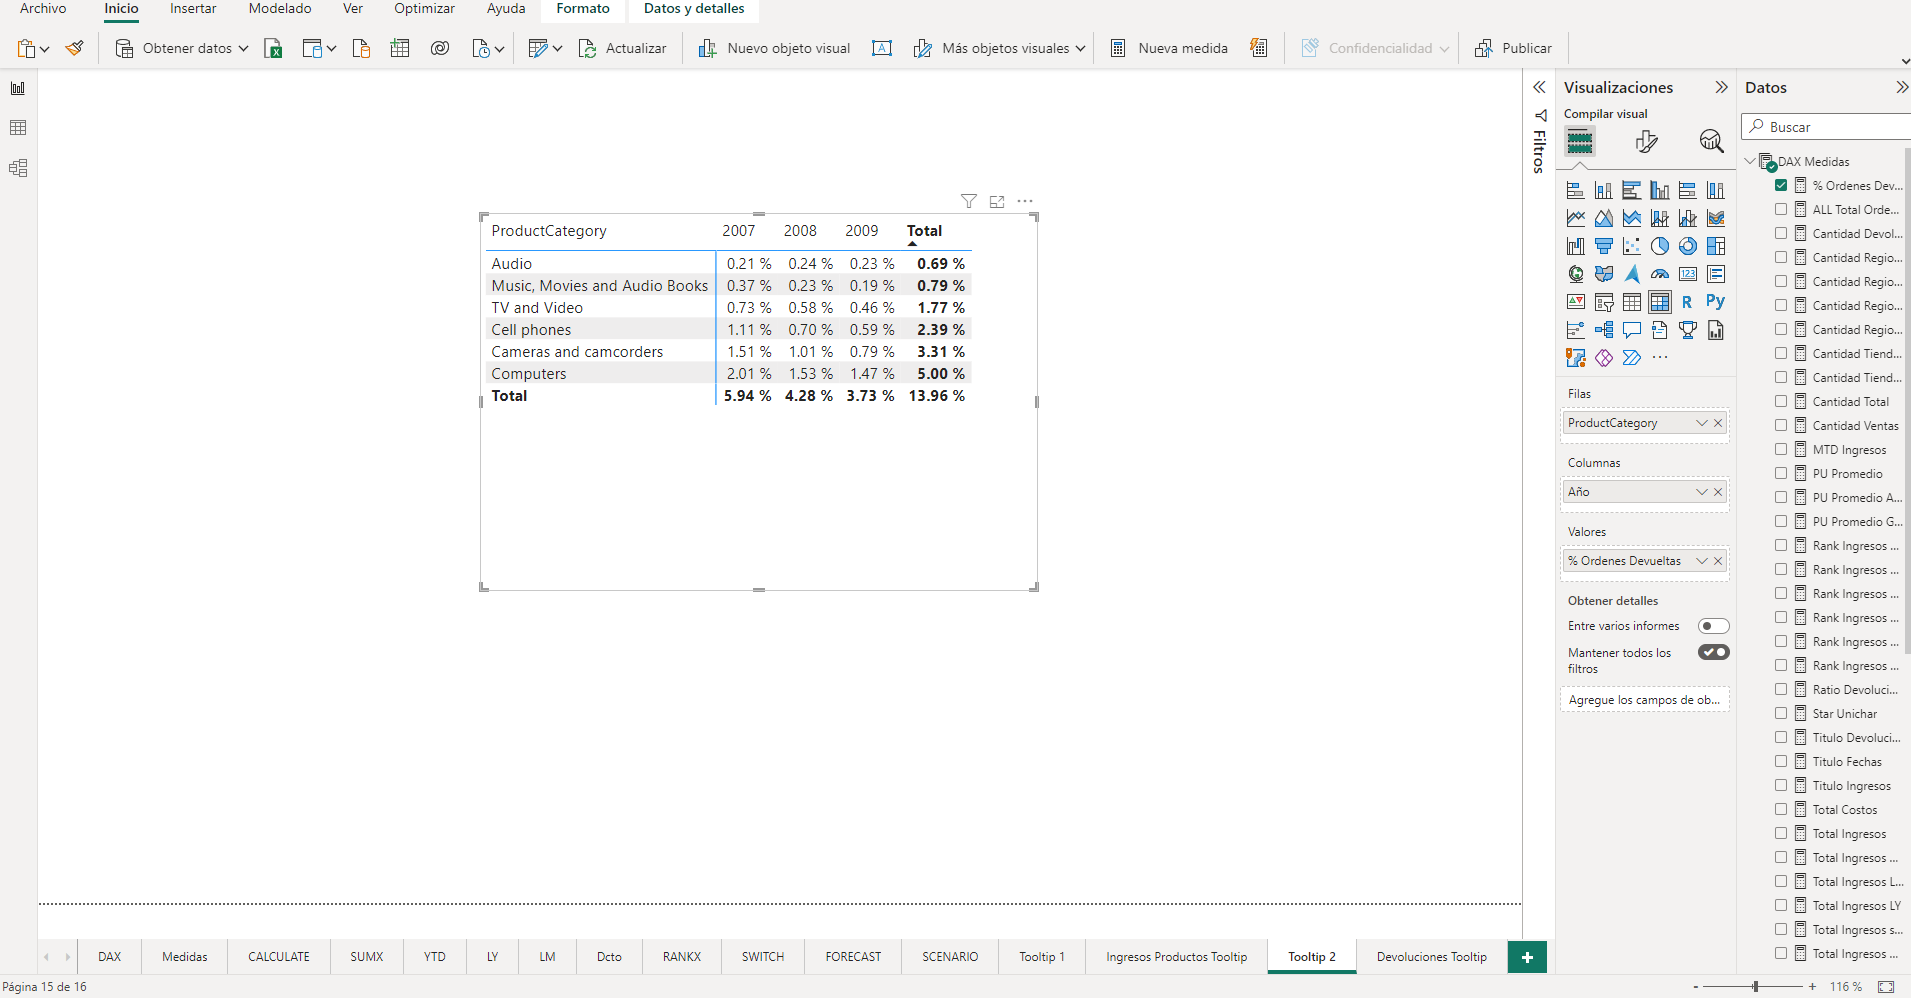 Archivo Inicio Insertar Modelado Ver Optimizar Ayuda Formato Datos y detalles
Obtener datos Actualizar Nuevo objeto visual Más objetos visuales Nueva medida Confidencialidad Publicar
ProductCategory 2007 2008 2009 Total
Audio 0.21 % 0.24 % 0.23 % 0.69 %
Music, Movies and Audio Books 0.37 % 0.23 % 0.19 % 0.79 %
TV and Video 0.73 % 0.58 % 0.46 % 1.77 %
Cell phones 1.11 % 0.70 % 0.59 % 2.39 %
Cameras and camcorders 1.51 % 1.01 % 0.79 % 3.31 %
Computers 2.01 % 1.53 % 1.47 % 5.00 %
Total 5.94 % 4.28 % 3.73 % 13.96 %
Filtros
Visualizaciones
Compilar visual
123
R Py
Filas
ProductCategory
Columnas
Año
Valores
% Ordenes Devueltas
Obtener detalles
Entre varios informes
Mantener todos los
filtros
Agregue los campos de ob...
Datos
Buscar
DAX Medidas
% Ordenes Dev...
ALL Total Orde...
Cantidad Devol...
Cantidad Regio...
Cantidad Regio...
Cantidad Regio...
Cantidad Regio...
Cantidad Tiend...
Cantidad Tiend...
Cantidad Total
Cantidad Ventas
MTD Ingresos
PU Promedio
PU Promedio A...
PU Promedio G...
Rank Ingresos ...
Rank Ingresos ...
Rank Ingresos ...
Rank Ingresos ...
Rank Ingresos ...
Rank Ingresos ...
Ratio Devoluci...
Star Unichar
Titulo Devoluci...
Titulo Fechas
Titulo Ingresos
Total Costos
Total Ingresos
Total Ingresos ...
Total Ingresos L...
Total Ingresos LY
Total Ingresos s...
Total Ingresos ...
DAX Medidas CALCULATE SUMX YTD LY LM Dcto RANKX SWITCH FORECAST SCENARIO Tooltip 1 Ingresos Productos Tooltip Tooltip 2 Devoluciones Tooltip +
Página 15 de 16 - + 116 %